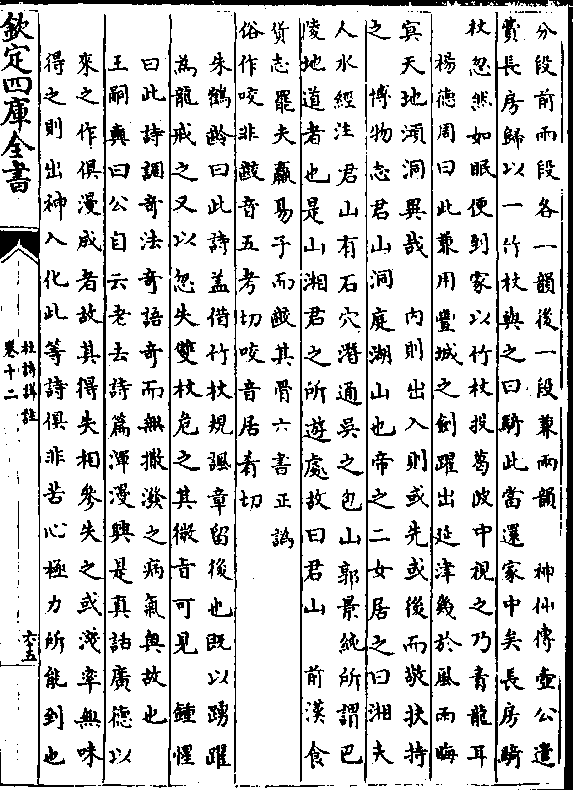 分段前兩段各一韻後一段兼兩韻　神仙傳壺公遣
費長房歸以一竹杖與之曰騎此當還家中矣長房騎
杖忽然如眠便到家以竹杖投葛陂中視之乃青龍耳
楊德周曰此兼用豐城之劍躍出延津幾於風雨晦
冥天地澒洞異哉　內則出入則或先或後而敬扶持
之　博物志君山洞庭湖山也帝之二女居之曰湘夫
人水經注君山有石穴潛通吳之包山郭景純所謂巴
陵地道者也是山湘君之所遊處故曰君山　前漢食
貨志罷夫羸易子而齩其骨六書正譌
俗作咬非齩音五考切咬音居肴切
朱鶴齡曰此詩蓋借竹杖規諷章留後也既以踴躍
為龍戒之又以忽失雙杖危之其微音可見　鍾惺
曰此詩調奇法奇語奇而無撒潑之病氣奧故也
王嗣奭曰公自云老去詩篇渾漫興是真話廣德以
來之作俱漫成者故其得失相參失之或淺率無味
得之則出神入化此等詩俱非苦心極力所能到也
欽定四庫全書
杜詩詳註
卷十二
六五